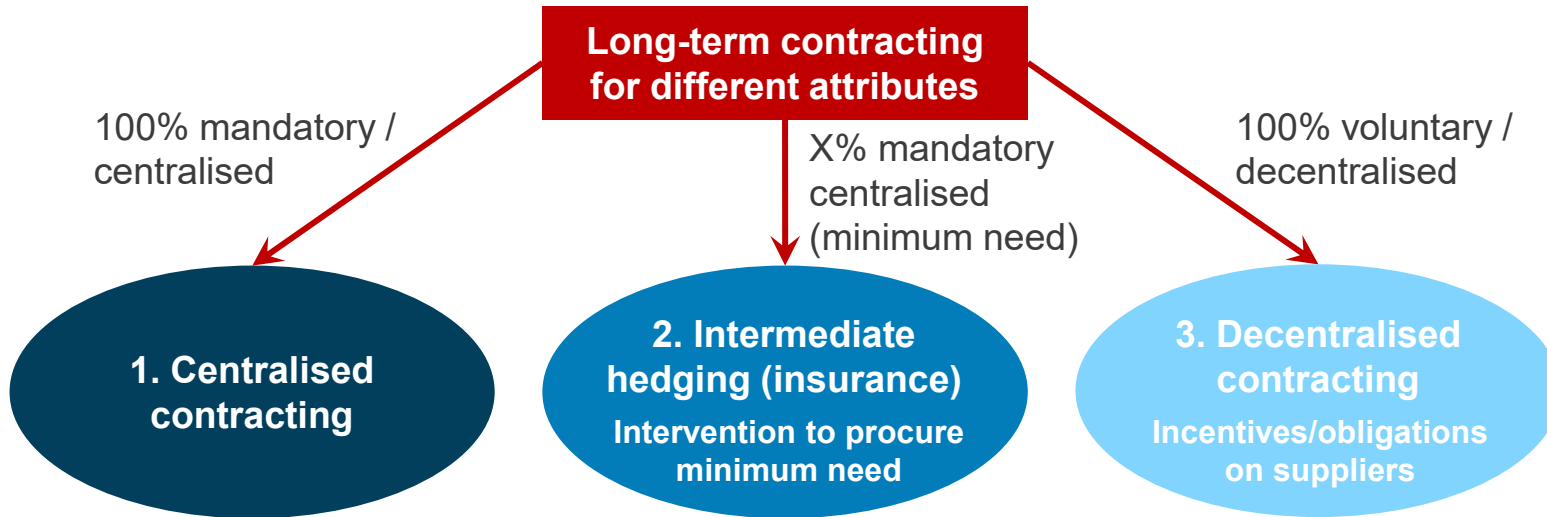 Long-term contracting
for different attributes
100% mandatory /
centralised
X% mandatory
centralised
(minimum need)
100% voluntary /
decentralised
1. Centralised
contracting
2. Intermediate
hedging (insurance)
Intervention to procure
minimum need
3. Decentralised
contracting
Incentives/obligations
on suppliers